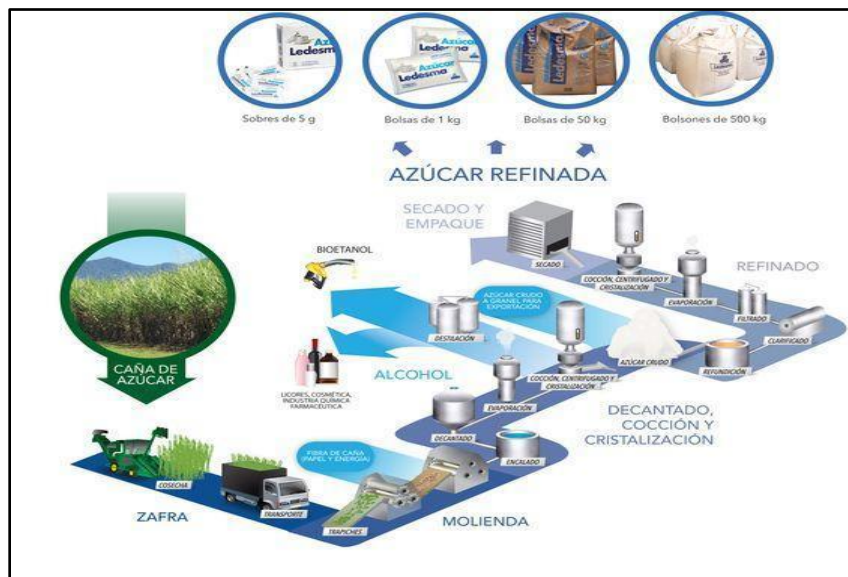 Azúcar
Ledesma
Azúcar
Ledesma
Ledesma
Sobres de 5 g
Bolsas de 1 kg
Bolsas de 50 kg
Bolsones de 500 kg
AZÚCAR REFINADA
SECADO Y
EMPAQUE
SECADO
COCCIÓN, CENTRIFUGADO Y
CRISTALIZACIÓN
EVAPORACIÓN
REFINADO
FILTRADO
CLARIFICADO
BIOETANOL
AZÚCAR CRUDO
A GRANEL PARA
EXPORTACIÓN
DESTILACIÓN
AZÚCAR CRUDO
REFUNDICIÓN
CAÑA DE
AZÚCAR
ALCOHOL
LICORES, COSMÉTICA,
INDUSTRIA QUÍMICA
FARMACÉUTICA
COCCIÓN, CENTRIFUGADO Y
CRISTALIZACIÓN
EVAPORACIÓN
DECANTADO
DECANTADO,
COCCIÓN Y
CRISTALIZACIÓN
ENCALADO
FIBRA DE CAÑA
(PAPEL Y ENERGÍA)
COSECHA
TRANSPORTE
TRAPICHES
ZAFRA
MOLIENDA